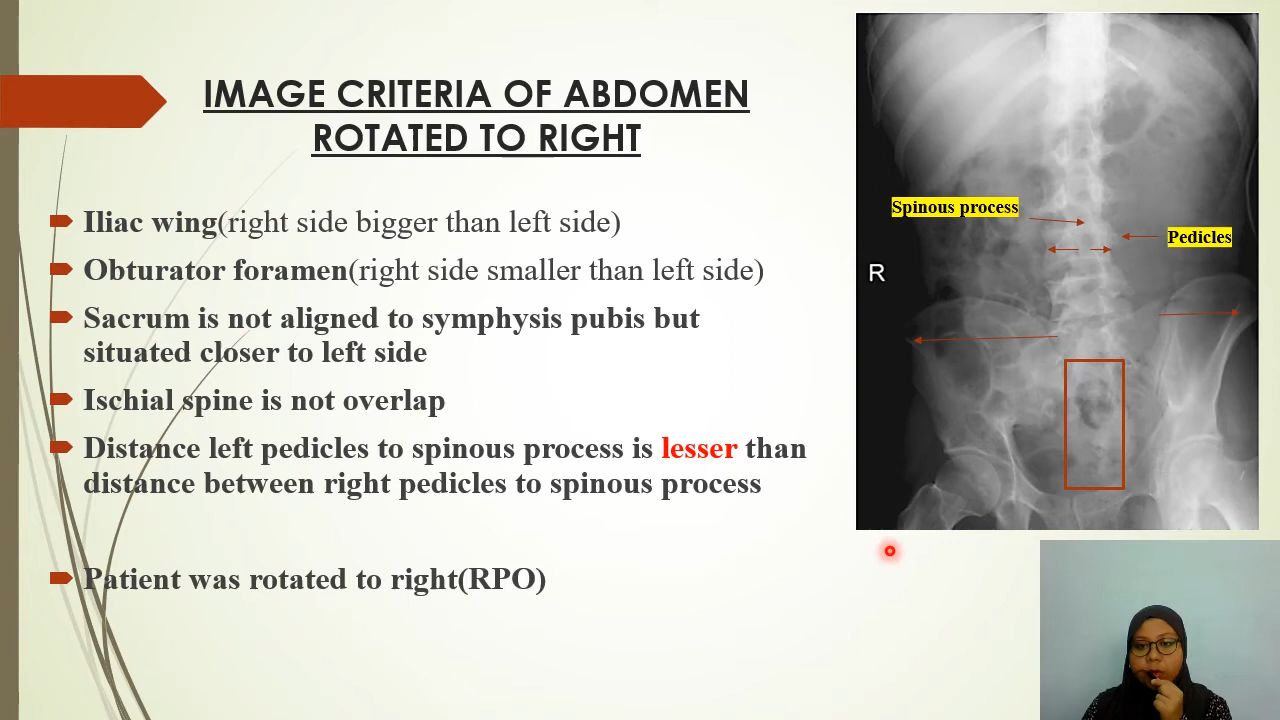 IMAGE CRITERIA OF ABDOMEN
ROTATED TO RIGHT
Iliac wing(right side bigger than left side)
Obturator foramen(right side smaller than left side)
Sacrum is not aligned to symphysis pubis but
situated closer to left side
Ischial spine is not overlap
Distance left pedicles to spinous process is lesser than
distance between right pedicles to spinous process
Patient was rotated to right(RPO)
Spinous process
Pedicles
R